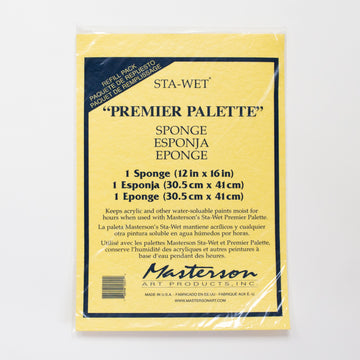 REFILL PACK
PAQUETE DE REPUESTO
PAQUET DE REMPLISSAGE
STA-WET®
"PREMIER PALETTE"
SPONGE
ESPONJA
EPONGE
1 Sponge (12 in x 16 in)
1 Esponja (30.5 cm x 41 cm)
1 Eponge (30.5 cm x 41 cm)
Keeps acrylic and other water-soluble paints moist for
hours when used with Masterson's Sta-Wet Premier Palette.
La paleta Masterson's Sta-Wet mantiene acrílicos y cualquier
otra pintura soluble en agua húmedos por horas.
Utilisé avec les palettes Masterson Sta-Wet et Premier Palette,
conserve l'humidité des acryliques et autres peintures à
base d'eau pendant des heures.
Masterson
ART PRODUCTS, INC.
MADE IN U.S.A. · FABRICADO EN EE.UU · FABRIQUÉ AUX É.-U.
WWW.MASTERSONART.COM